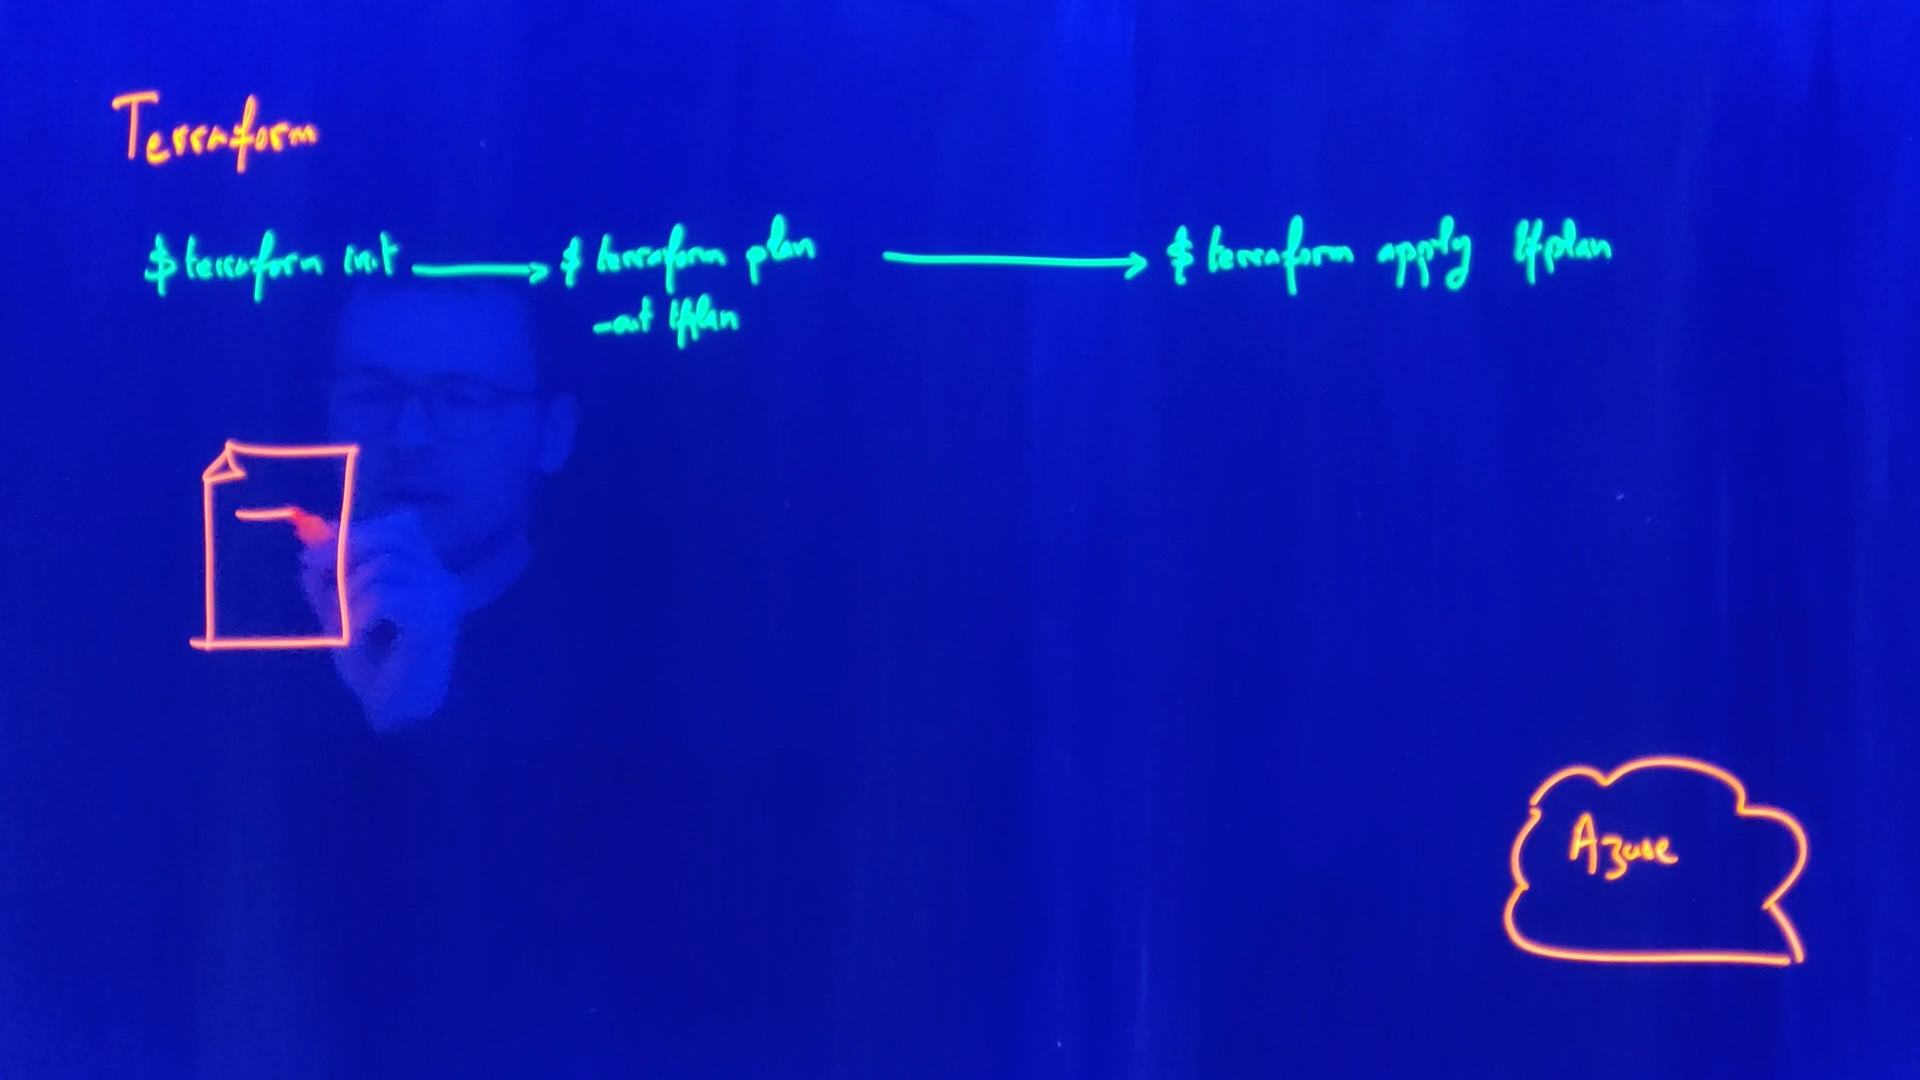 Terraform
$ terraform init $ terraform plan $ terraform apply tfplan
-out tfplan
Azure